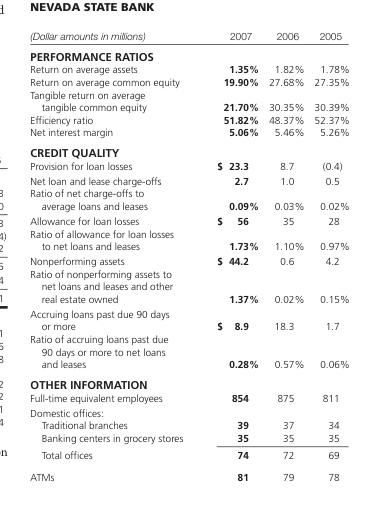 NEVADA STATE BANK
(Dollar amounts in millions) 2007 2006 2005
PERFORMANCE RATIOS
Return on average assets 1.35% 1.82% 1.78%
Return on average common equity 19.90% 27.68% 27.35%
Tangible return on average
tangible common equity 21.70% 30.35% 30.39%
Efficiency ratio 51.82% 48.37% 52.37%
Net interest margin 5.06% 5.46% 5.26%
CREDIT QUALITY
Provision for loan losses $ 23.3 8.7 (0.4)
Net loan and lease charge-offs 2.7 1.0 0.5
Ratio of net charge-offs to
average loans and leases 0.09% 0.03% 0.02%
Allowance for loan losses $ 56 35 28
Ratio of allowance for loan losses
to net loans and leases 1.73% 1.10% 0.97%
Nonperforming assets $ 44.2 0.6 4.2
Ratio of nonperforming assets to
net loans and leases and other
real estate owned 1.37% 0.02% 0.15%
Accruing loans past due 90 days
or more $ 8.9 18.3 1.7
Ratio of accruing loans past due
90 days or more to net loans
and leases 0.28% 0.57% 0.06%
OTHER INFORMATION
Full-time equivalent employees 854 875 811
Domestic offices:
Traditional branches 39 37 34
Banking centers in grocery stores 35 35 35
Total offices 74 72 69
ATMs 81 79 78